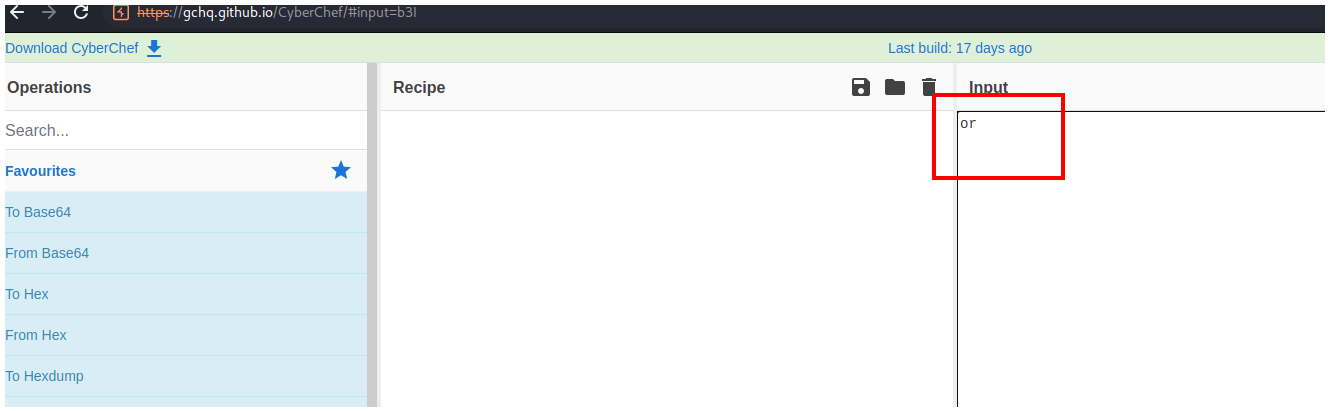 https://gchq.github.io/CyberChef/#input=b3I
Download CyberChef
Last build: 17 days ago
Operations
Recipe
Input
Search...
or
Favourites
To Base64
From Base64
To Hex
From Hex
To Hexdump